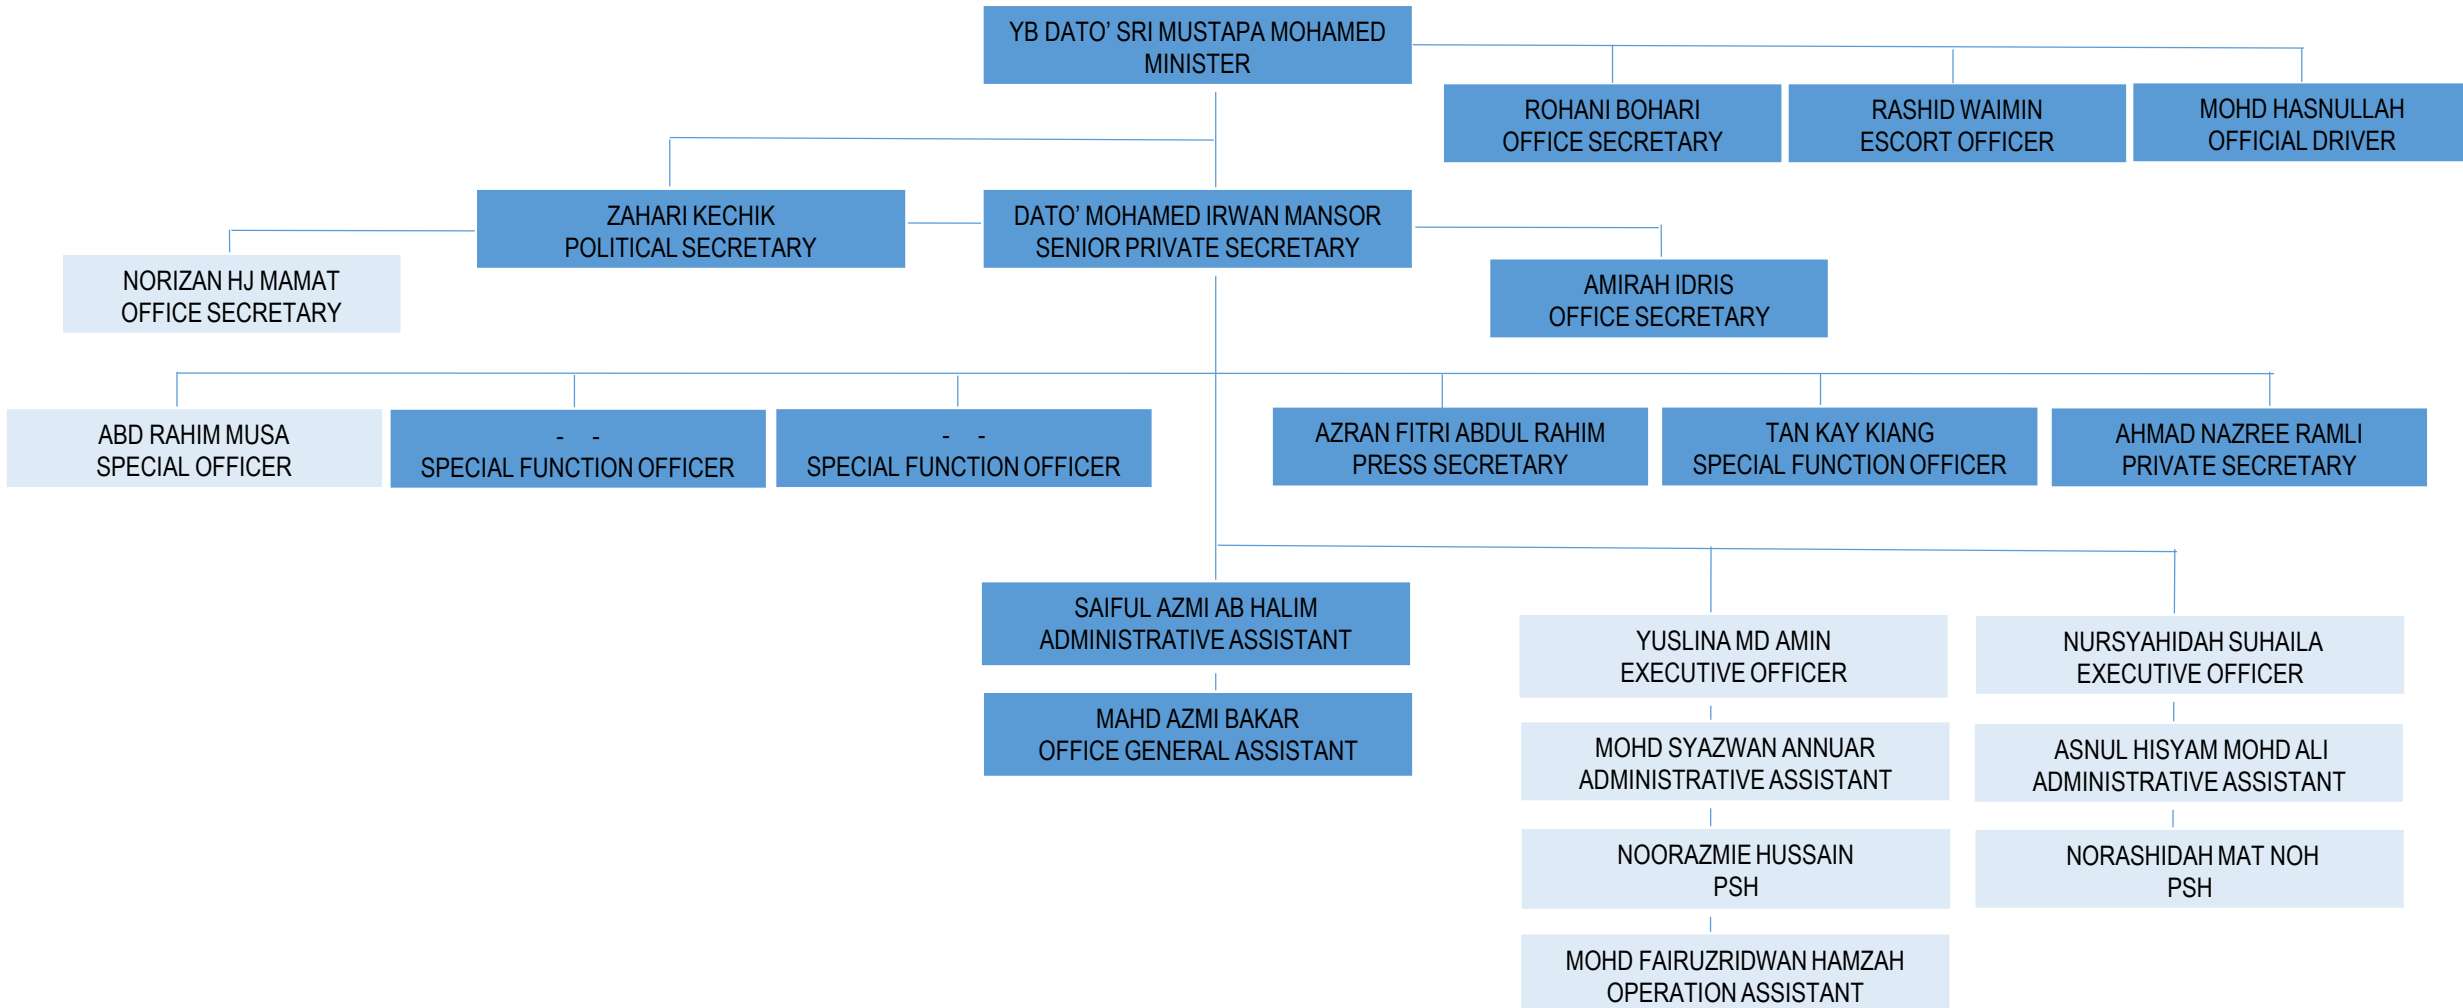 YB DATO’ SRI MUSTAPA MOHAMED
MINISTER
ROHANI BOHARI
OFFICE SECRETARY
RASHID WAIMIN
ESCORT OFFICER
MOHD HASNULLAH
OFFICIAL DRIVER
ZAHARI KECHIK
POLITICAL SECRETARY
DATO’ MOHAMED IRWAN MANSOR
SENIOR PRIVATE SECRETARY
NORIZAN HJ MAMAT
OFFICE SECRETARY
AMIRAH IDRIS
OFFICE SECRETARY
ABD RAHIM MUSA
SPECIAL OFFICER
- -
SPECIAL FUNCTION OFFICER
- -
SPECIAL FUNCTION OFFICER
AZRAN FITRI ABDUL RAHIM
PRESS SECRETARY
TAN KAY KIANG
SPECIAL FUNCTION OFFICER
AHMAD NAZREE RAMLI
PRIVATE SECRETARY
SAIFUL AZMI AB HALIM
ADMINISTRATIVE ASSISTANT
MAHD AZMI BAKAR
OFFICE GENERAL ASSISTANT
YUSLINA MD AMIN
EXECUTIVE OFFICER
MOHD SYAZWAN ANNUAR
ADMINISTRATIVE ASSISTANT
NOORAZMIE HUSSAIN
PSH
MOHD FAIRUZRIDWAN HAMZAH
OPERATION ASSISTANT
NURSYAHIDAH SUHAILA
EXECUTIVE OFFICER
ASNUL HISYAM MOHD ALI
ADMINISTRATIVE ASSISTANT
NORASHIDAH MAT NOH
PSH